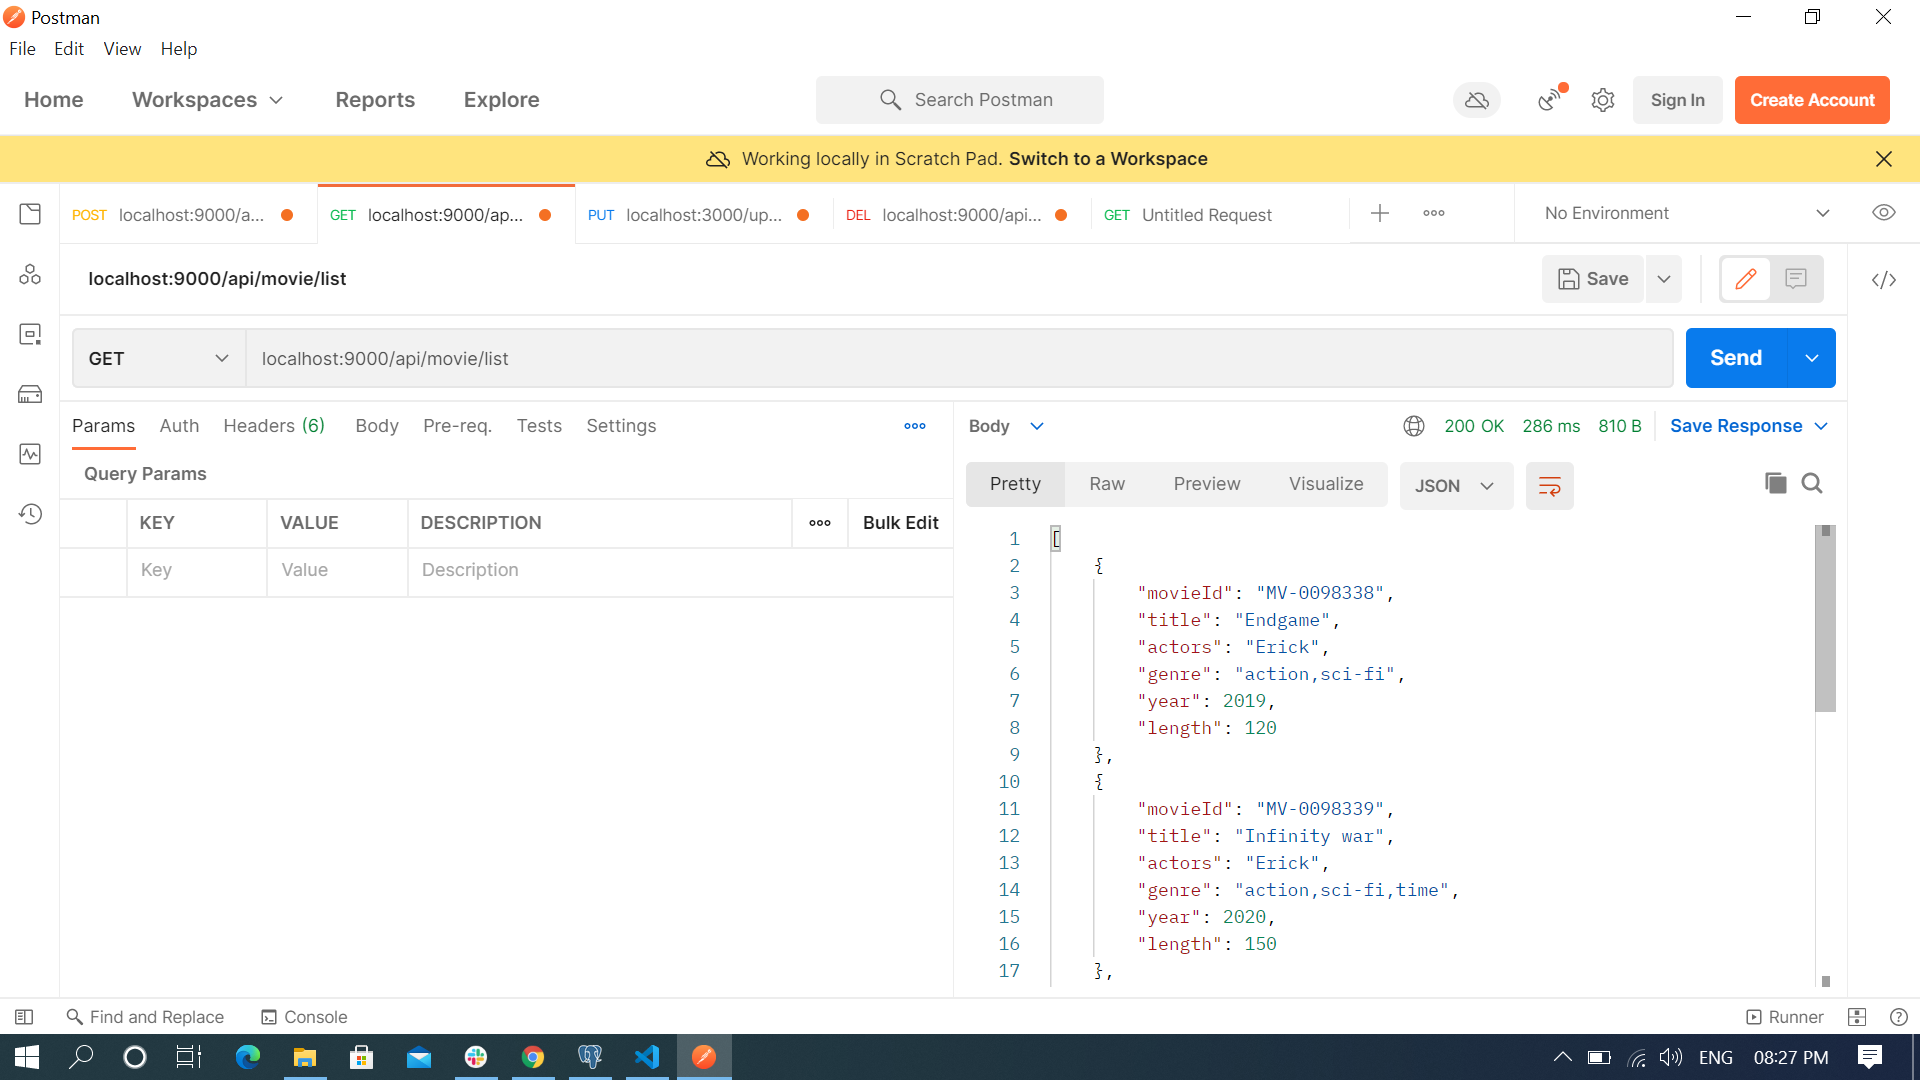 Postman
File Edit View Help
Home Workspaces Reports Explore Search Postman Sign In Create Account
Working locally in Scratch Pad. Switch to a Workspace
POST localhost:9000/a... GET localhost:9000/ap... PUT localhost:3000/up... DEL localhost:9000/api... GET Untitled Request No Environment
localhost:9000/api/movie/list Save
GET localhost:9000/api/movie/list Send
Params Auth Headers (6) Body Pre-req. Tests Settings
Query Params
KEY VALUE DESCRIPTION Bulk Edit
Key Value Description
Body 200 OK 286 ms 810 B Save Response
Pretty Raw Preview Visualize JSON
1 [
2 {
3 "movieId": "MV-0098338",
4 "title": "Endgame",
5 "actors": "Erick",
6 "genre": "action,sci-fi",
7 "year": 2019,
8 "length": 120
9 },
10 {
11 "movieId": "MV-0098339",
12 "title": "Infinity war",
13 "actors": "Erick",
14 "genre": "action,sci-fi,time",
15 "year": 2020,
16 "length": 150
17 },
Find and Replace Console Runner
ENG 08:27 PM